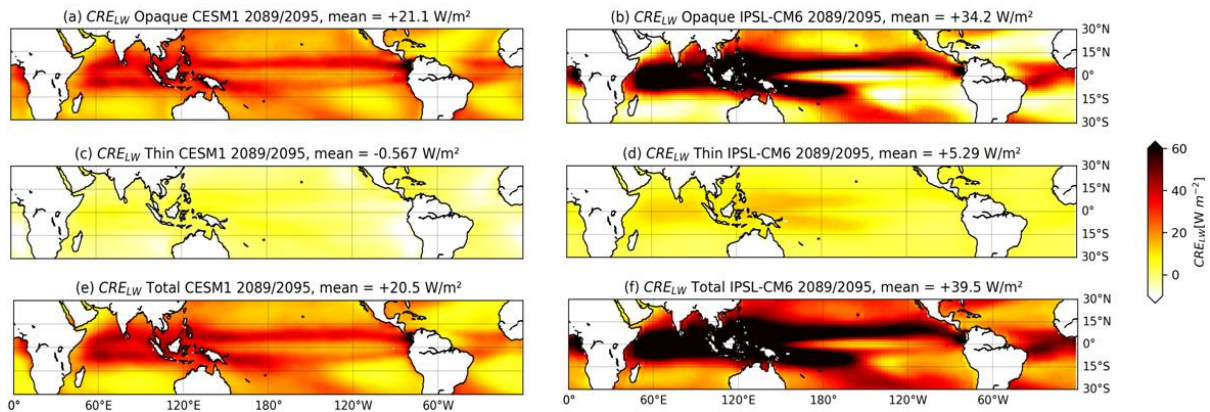 (a) CRE_LW Opaque CESM1 2089/2095, mean = +21.1 W/m²
(b) CRE_LW Opaque IPSL-CM6 2089/2095, mean = +34.2 W/m²
30°N
15°N
0°
15°S
30°S
(c) CRE_LW Thin CESM1 2089/2095, mean = -0.567 W/m²
(d) CRE_LW Thin IPSL-CM6 2089/2095, mean = +5.29 W/m²
30°N
15°N
0°
15°S
30°S
(e) CRE_LW Total CESM1 2089/2095, mean = +20.5 W/m²
(f) CRE_LW Total IPSL-CM6 2089/2095, mean = +39.5 W/m²
30°N
15°N
0°
15°S
30°S
60°E 120°E 180° 120°W 60°W
60°E 120°E 180° 120°W 60°W
60
40
20
0
CRE_LW[W m⁻²]